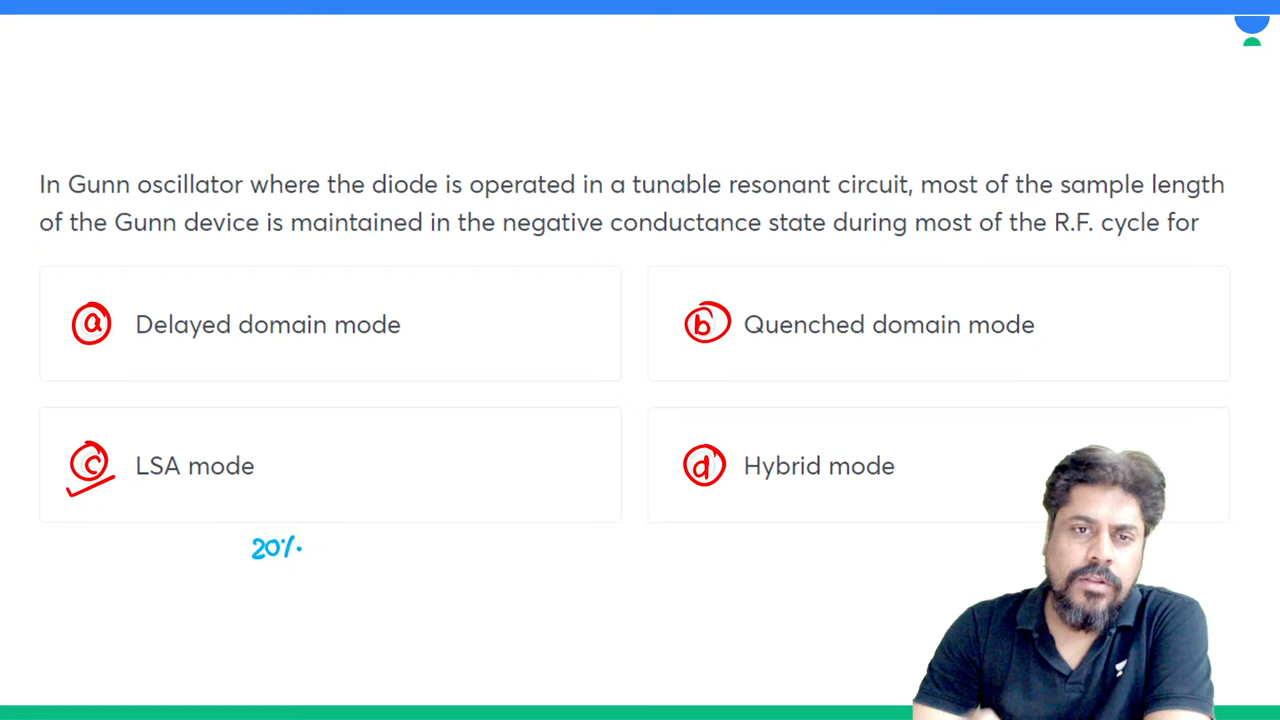 In Gunn oscillator where the diode is operated in a tunable resonant circuit, most of the sample length
of the Gunn device is maintained in the negative conductance state during most of the R.F. cycle for
a Delayed domain mode
b Quenched domain mode
c LSA mode
d Hybrid mode
20%